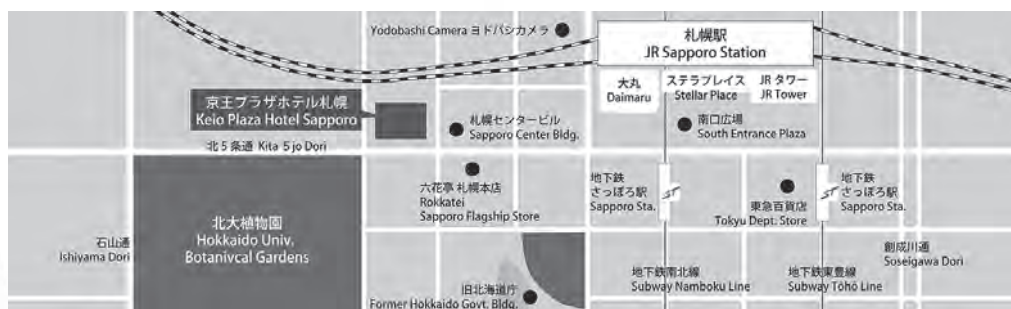 Yodobashi Camera ヨドバシカメラ
札幌駅
JR Sapporo Station
大丸
Daimaru
ステラプレイス
Stellar Place
JR タワー
JR Tower
京王プラザホテル札幌
Keio Plaza Hotel Sapporo
札幌センタービル
Sapporo Center Bldg.
南口広場
South Entrance Plaza
北5条通 Kita 5 jo Dori
六花亭 札幌本店
Rokkatei
Sapporo Flagship Store
地下鉄
さっぽろ駅
Sapporo Sta.
ST
東急百貨店
Tokyu Dept. Store
ST
地下鉄
さっぽろ駅
Sapporo Sta.
北大植物園
Hokkaido Univ.
Botanivcal Gardens
石山通
Ishiyama Dori
旧北海道庁
Former Hokkaido Govt. Bldg.
地下鉄南北線
Subway Namboku Line
地下鉄東豊線
Subway Tōhō Line
創成川通
Soseigawa Dori